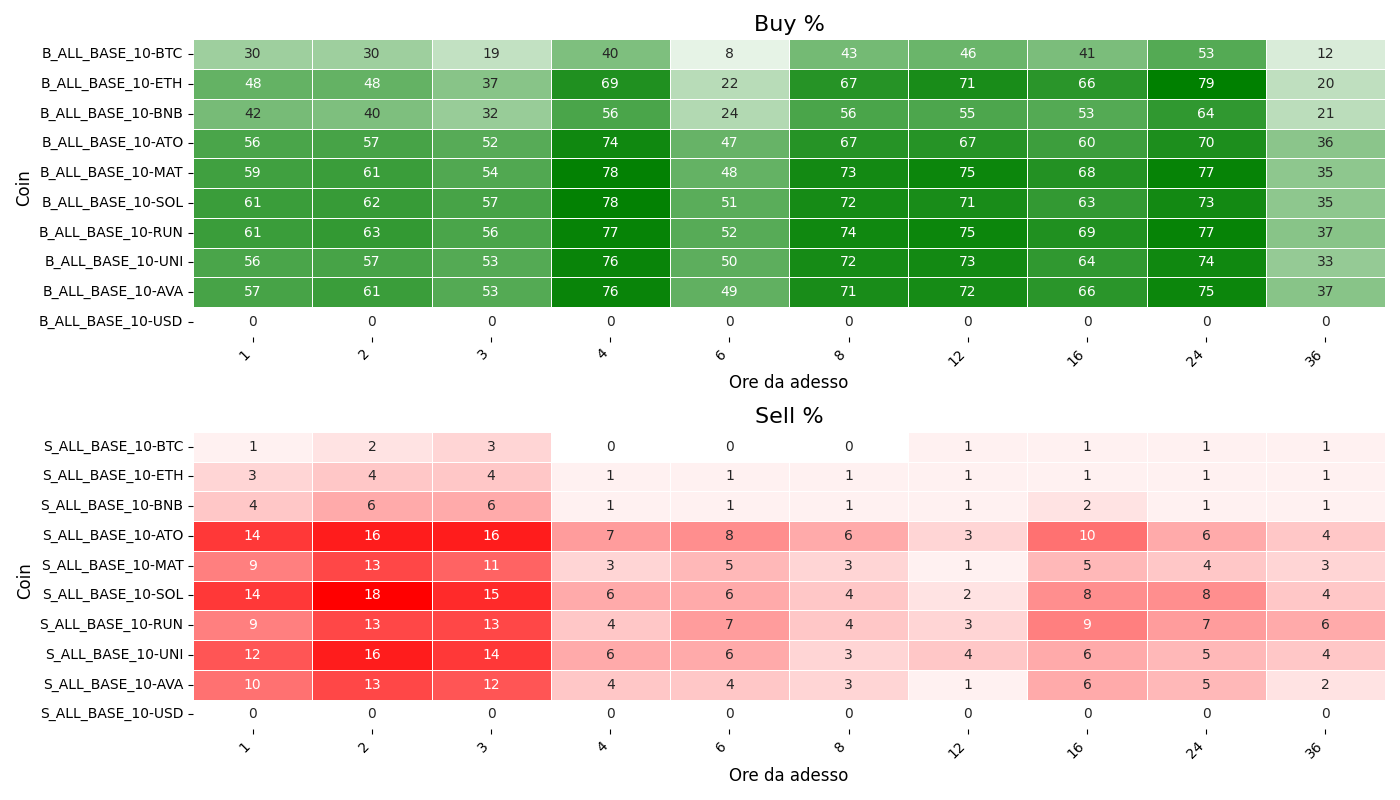 Buy %
Coin
B_ALL_BASE_10-BTC 30 30 19 40 8 43 46 41 53 12
B_ALL_BASE_10-ETH 48 48 37 69 22 67 71 66 79 20
B_ALL_BASE_10-BNB 42 40 32 56 24 56 55 53 64 21
B_ALL_BASE_10-ATO 56 57 52 74 47 67 67 60 70 36
B_ALL_BASE_10-MAT 59 61 54 78 48 73 75 68 77 35
B_ALL_BASE_10-SOL 61 62 57 78 51 72 71 63 73 35
B_ALL_BASE_10-RUN 61 63 56 77 52 74 75 69 77 37
B_ALL_BASE_10-UNI 56 57 53 76 50 72 73 64 74 33
B_ALL_BASE_10-AVA 57 61 53 76 49 71 72 66 75 37
B_ALL_BASE_10-USD 0 0 0 0 0 0 0 0 0 0
1 2 3 4 6 8 12 16 24 36
Ore da adesso
Sell %
Coin
S_ALL_BASE_10-BTC 1 2 3 0 0 0 1 1 1 1
S_ALL_BASE_10-ETH 3 4 4 1 1 1 1 1 1 1
S_ALL_BASE_10-BNB 4 6 6 1 1 1 1 2 1 1
S_ALL_BASE_10-ATO 14 16 16 7 8 6 3 10 6 4
S_ALL_BASE_10-MAT 9 13 11 3 5 3 1 5 4 3
S_ALL_BASE_10-SOL 14 18 15 6 6 4 2 8 8 4
S_ALL_BASE_10-RUN 9 13 13 4 7 4 3 9 7 6
S_ALL_BASE_10-UNI 12 16 14 6 6 3 4 6 5 4
S_ALL_BASE_10-AVA 10 13 12 4 4 3 1 6 5 2
S_ALL_BASE_10-USD 0 0 0 0 0 0 0 0 0 0
1 2 3 4 6 8 12 16 24 36
Ore da adesso